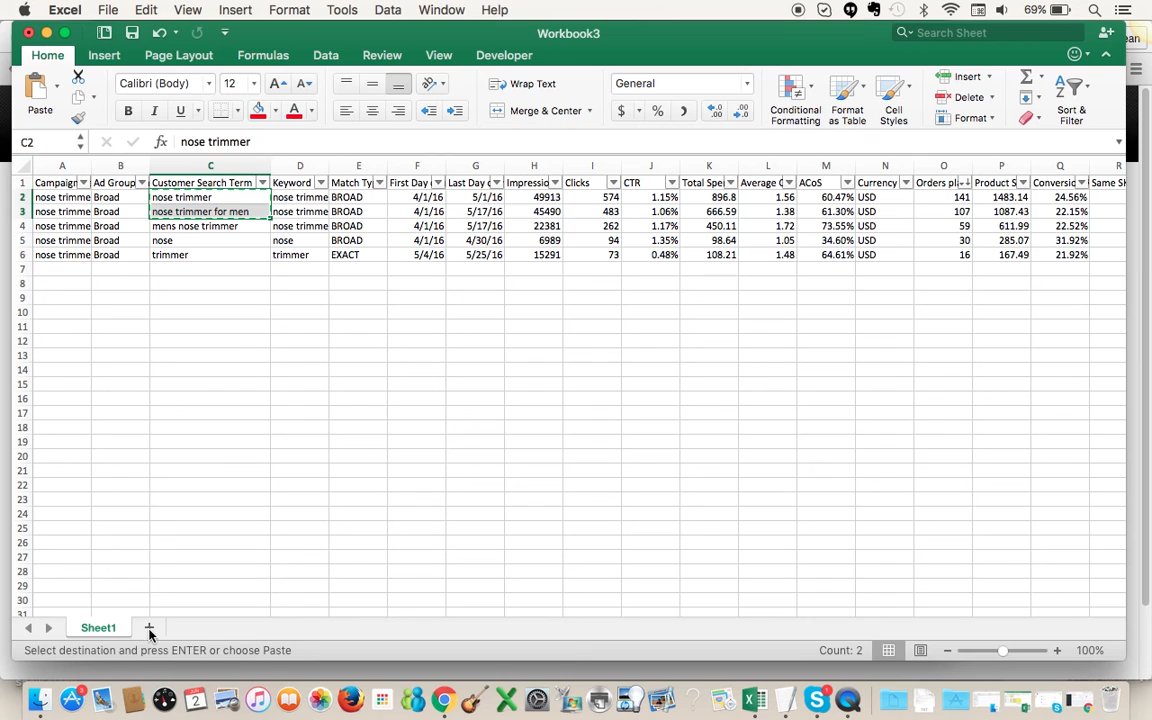 Excel File Edit View Insert Format Tools Data Window Help 69%
Workbook3 Search Sheet
Home Insert Page Layout Formulas Data Review View Developer
Paste Calibri (Body) 12 A A Wrap Text General Conditional Formatting Format as Table Cell Styles Insert Sort & Filter
B I U A Merge & Center $ % Delete
Format
C2 fx nose trimmer
A B C D E F G H I J K L M N O P Q R
1 Campaign Ad Group Customer Search Term Keyword Match Ty First Day Last Day Impressio Clicks CTR Total Spe Average C ACoS Currency Orders pl Product S Conversio Same SK
2 nose trimme Broad nose trimmer nose trimme BROAD 4/1/16 5/1/16 49913 574 1.15% 896.8 1.56 60.47% USD 141 1483.14 24.56%
3 nose trimme Broad nose trimmer for men nose trimme BROAD 4/1/16 5/17/16 45490 483 1.06% 666.59 1.38 61.30% USD 107 1087.43 22.15%
4 nose trimme Broad mens nose trimmer nose trimme BROAD 4/1/16 5/17/16 22381 262 1.17% 450.11 1.72 73.55% USD 59 611.99 22.52%
5 nose trimme Broad nose nose BROAD 4/1/16 4/30/16 6989 94 1.35% 98.64 1.05 34.60% USD 30 285.07 31.92%
6 nose trimme Broad trimmer trimmer EXACT 5/4/16 5/25/16 15291 73 0.48% 108.21 1.48 64.61% USD 16 167.49 21.92%
7
8
9
10
11
12
13
14
15
16
17
18
19
20
21
22
23
24
25
26
27
28
29
30
31
Sheet1 +
Select destination and press ENTER or choose Paste Count: 2 100%